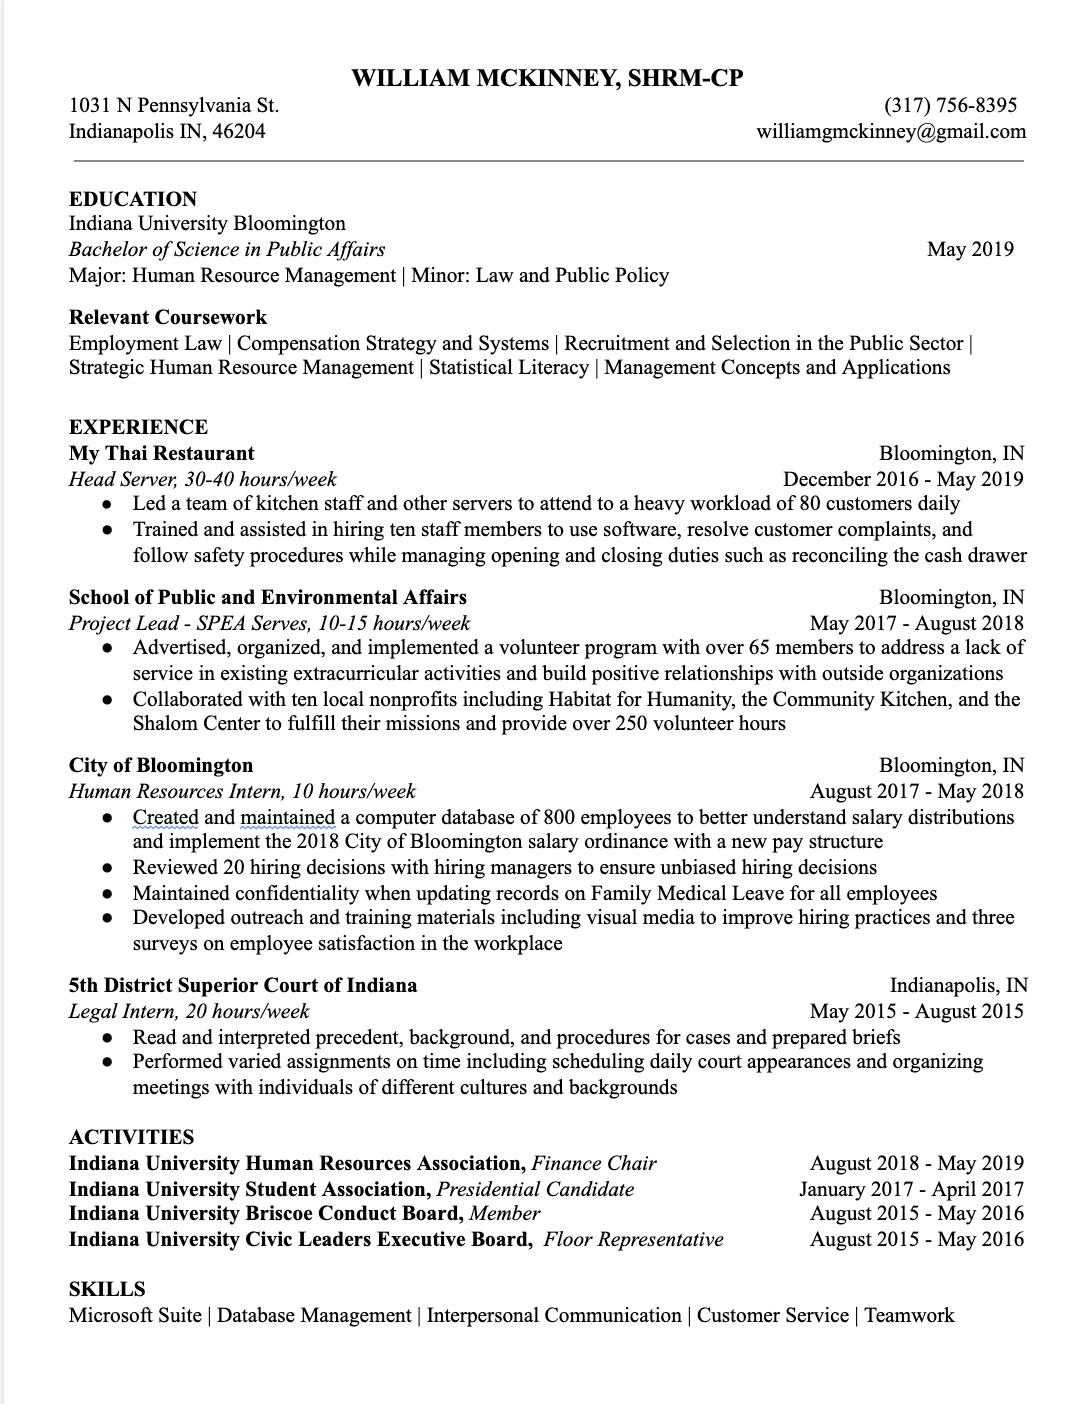 WILLIAM MCKINNEY, SHRM-CP
1031 N Pennsylvania St. (317) 756-8395
Indianapolis IN, 46204 williamgmckinney@gmail.com
EDUCATION
Indiana University Bloomington
Bachelor of Science in Public Affairs May 2019
Major: Human Resource Management | Minor: Law and Public Policy
Relevant Coursework
Employment Law | Compensation Strategy and Systems | Recruitment and Selection in the Public Sector |
Strategic Human Resource Management | Statistical Literacy | Management Concepts and Applications
EXPERIENCE
My Thai Restaurant Bloomington, IN
Head Server, 30-40 hours/week December 2016 - May 2019
● Led a team of kitchen staff and other servers to attend to a heavy workload of 80 customers daily
● Trained and assisted in hiring ten staff members to use software, resolve customer complaints, and
follow safety procedures while managing opening and closing duties such as reconciling the cash drawer
School of Public and Environmental Affairs Bloomington, IN
Project Lead - SPEA Serves, 10-15 hours/week May 2017 - August 2018
● Advertised, organized, and implemented a volunteer program with over 65 members to address a lack of
service in existing extracurricular activities and build positive relationships with outside organizations
● Collaborated with ten local nonprofits including Habitat for Humanity, the Community Kitchen, and the
Shalom Center to fulfill their missions and provide over 250 volunteer hours
City of Bloomington Bloomington, IN
Human Resources Intern, 10 hours/week August 2017 - May 2018
● Created and maintained a computer database of 800 employees to better understand salary distributions
and implement the 2018 City of Bloomington salary ordinance with a new pay structure
● Reviewed 20 hiring decisions with hiring managers to ensure unbiased hiring decisions
● Maintained confidentiality when updating records on Family Medical Leave for all employees
● Developed outreach and training materials including visual media to improve hiring practices and three
surveys on employee satisfaction in the workplace
5th District Superior Court of Indiana Indianapolis, IN
Legal Intern, 20 hours/week May 2015 - August 2015
● Read and interpreted precedent, background, and procedures for cases and prepared briefs
● Performed varied assignments on time including scheduling daily court appearances and organizing
meetings with individuals of different cultures and backgrounds
ACTIVITIES
Indiana University Human Resources Association, Finance Chair August 2018 - May 2019
Indiana University Student Association, Presidential Candidate January 2017 - April 2017
Indiana University Briscoe Conduct Board, Member August 2015 - May 2016
Indiana University Civic Leaders Executive Board, Floor Representative August 2015 - May 2016
SKILLS
Microsoft Suite | Database Management | Interpersonal Communication | Customer Service | Teamwork